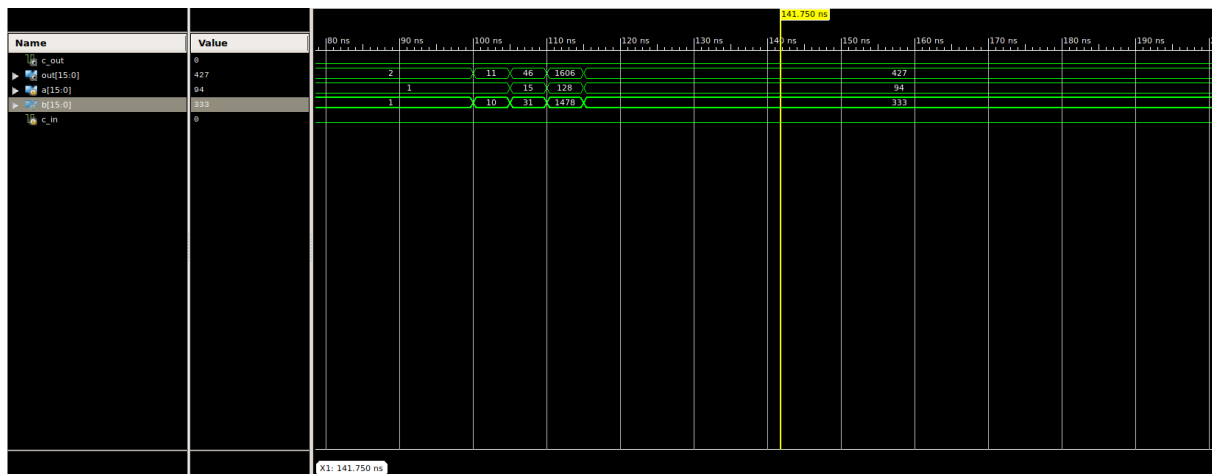 141.750 ns
Name Value
80 ns 90 ns 100 ns 110 ns 120 ns 130 ns 140 ns 150 ns 160 ns 170 ns 180 ns 190 ns
c_out 0
out[15:0] 427 2 11 46 1606 427
a[15:0] 94 1 15 128 94
b[15:0] 333 1 10 31 1478 333
c_in 0
X1: 141.750 ns